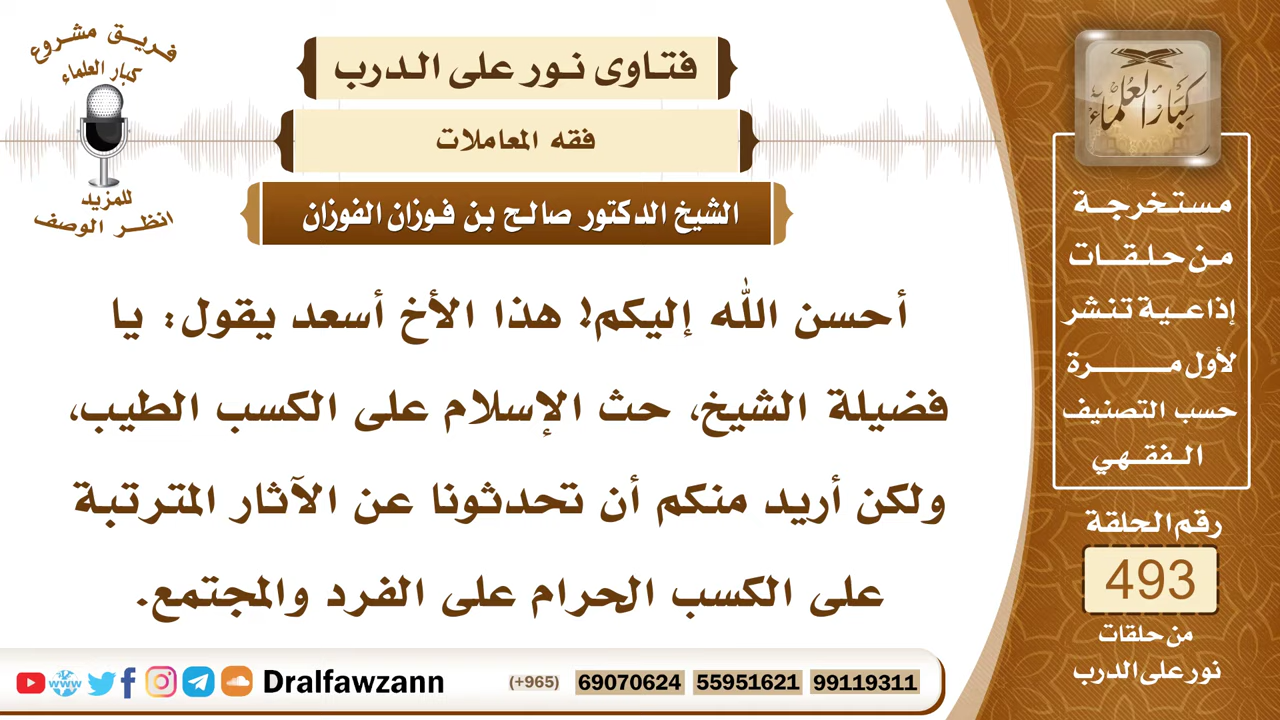 فتاوى نور على الدرب
فقه المعاملات
الشيخ الدكتور صالح بن فوزان الفوزان
أحسن الله إليكم! هذا الأخ أسعد يقول: يا
فضيلة الشيخ، حث الإسلام على الكسب الطيب،
ولكن أريد منكم أن تحدثونا عن الآثار المترتبة
على الكسب الحرام على الفرد والمجتمع.
كبار العلماء
مستخرجة
من حلقات
إذاعية تنشر
لأول مرة
حسب التصنيف
الفقهي
رقم الحلقة
493
من حلقات
نور على الدرب
فريق مشروع
كبار العلماء
للمزيد
انظر الوصف
www
Dralfawzann
(+965) 69070624 55951621 99119311